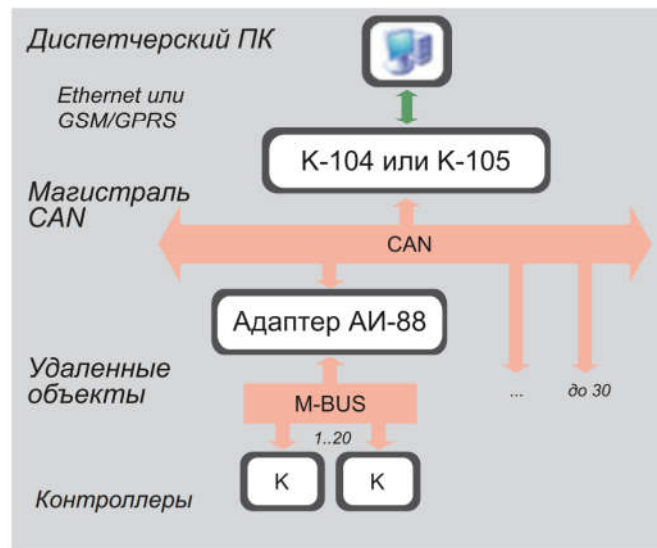 Диспетчерский ПК
Ethernet или
GSM/GPRS
К-104 или К-105
Магистраль
CAN
CAN
Адаптер АИ-88
Удаленные
объекты
M-BUS
... до 30
1..20
К К
Контроллеры